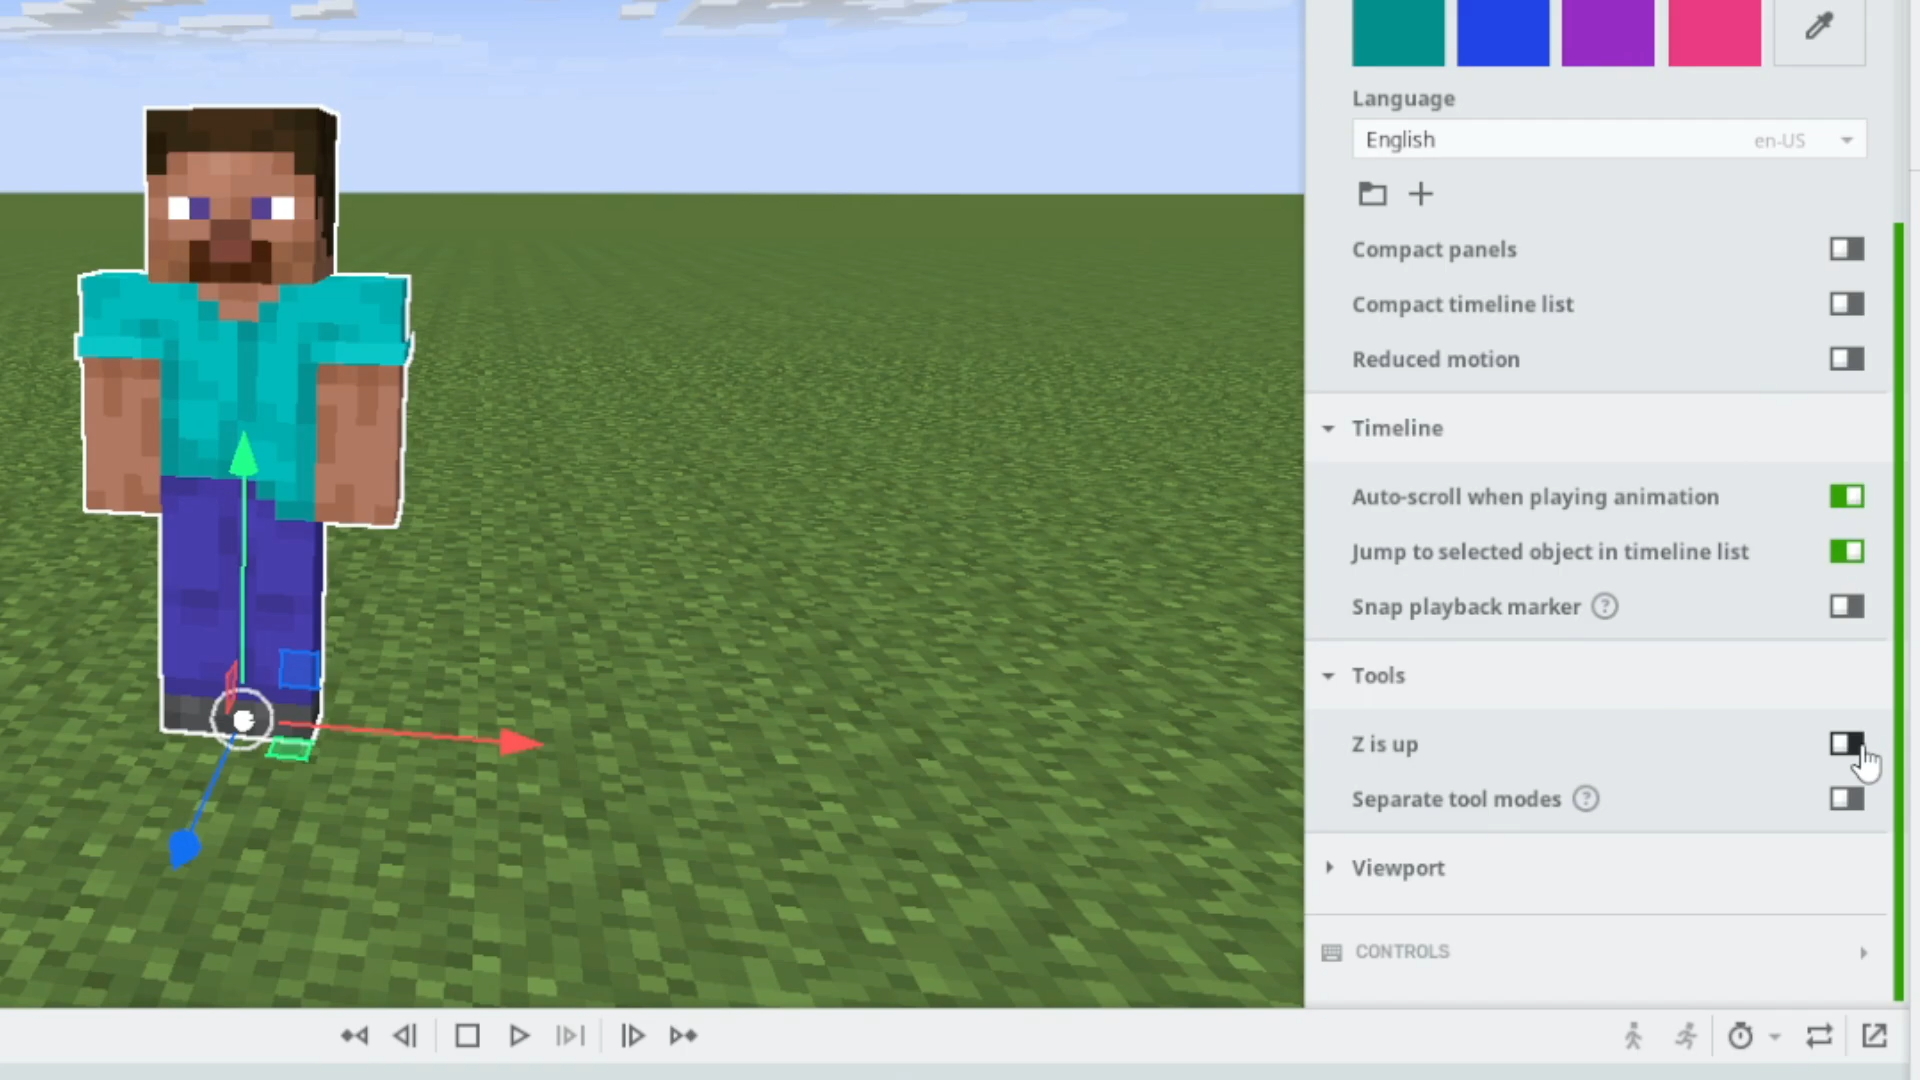 Language
English en-US
Compact panels
Compact timeline list
Reduced motion
Timeline
Auto-scroll when playing animation
Jump to selected object in timeline list
Snap playback marker ?
Tools
Z is up
Separate tool modes ?
Viewport
CONTROLS